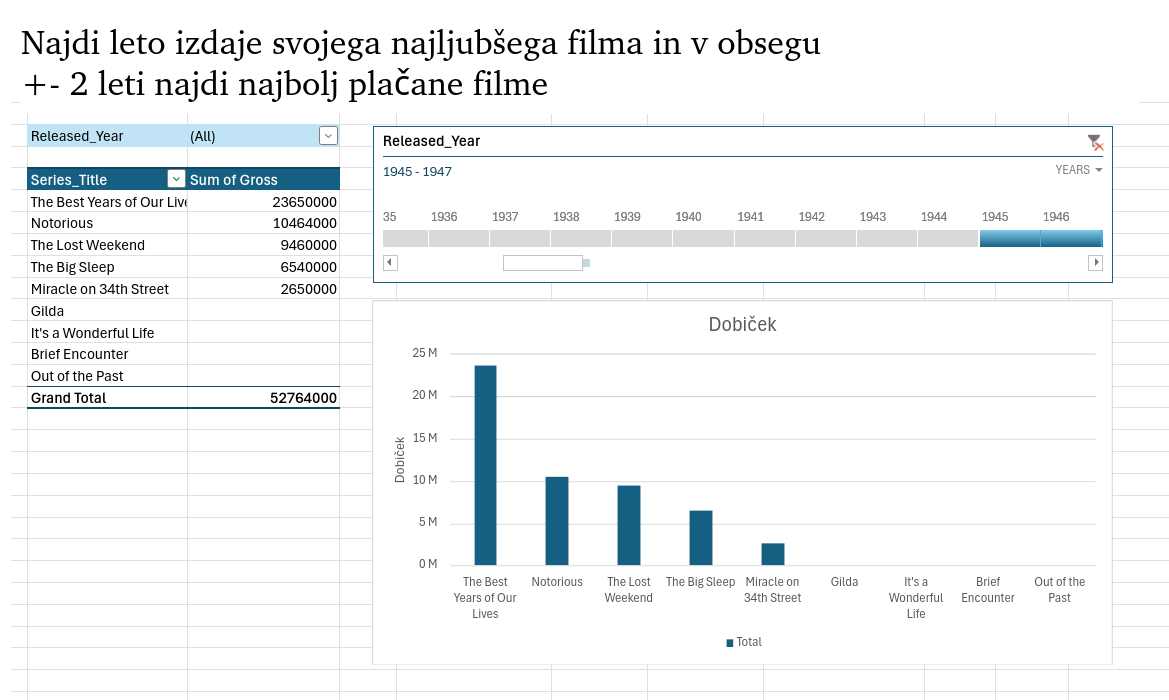 Najdi leto izdaje svojega najljubšega filma in v obsegu
+- 2 leti najdi najbolj plačane filme
Released_Year (All)
Series_Title Sum of Gross
The Best Years of Our Live 23650000
Notorious 10464000
The Lost Weekend 9460000
The Big Sleep 6540000
Miracle on 34th Street 2650000
Gilda
It's a Wonderful Life
Brief Encounter
Out of the Past
Grand Total 52764000
Released_Year
1945 - 1947 YEARS
35 1936 1937 1938 1939 1940 1941 1942 1943 1944 1945 1946
Dobiček
Dobiček
25 M
20 M
15 M
10 M
5 M
0 M
The Best Years of Our Lives
Notorious
The Lost Weekend
The Big Sleep
Miracle on 34th Street
Gilda
It's a Wonderful Life
Brief Encounter
Out of the Past
Total